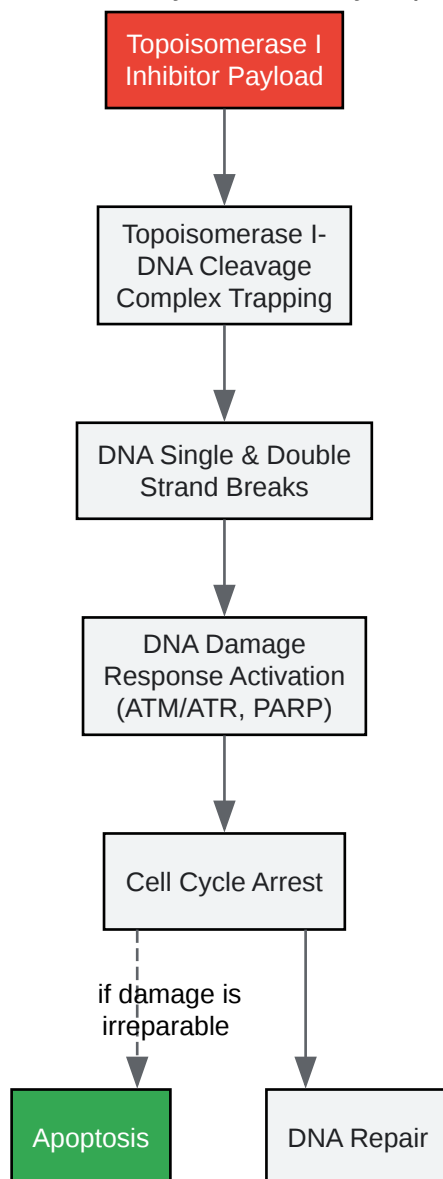 Topoisomerase I
Inhibitor Payload
Topoisomerase I-
DNA Cleavage
Complex Trapping
DNA Single & Double
Strand Breaks
DNA Damage
Response Activation
(ATM/ATR, PARP)
Cell Cycle Arrest
if damage is
irreparable
Apoptosis
DNA Repair